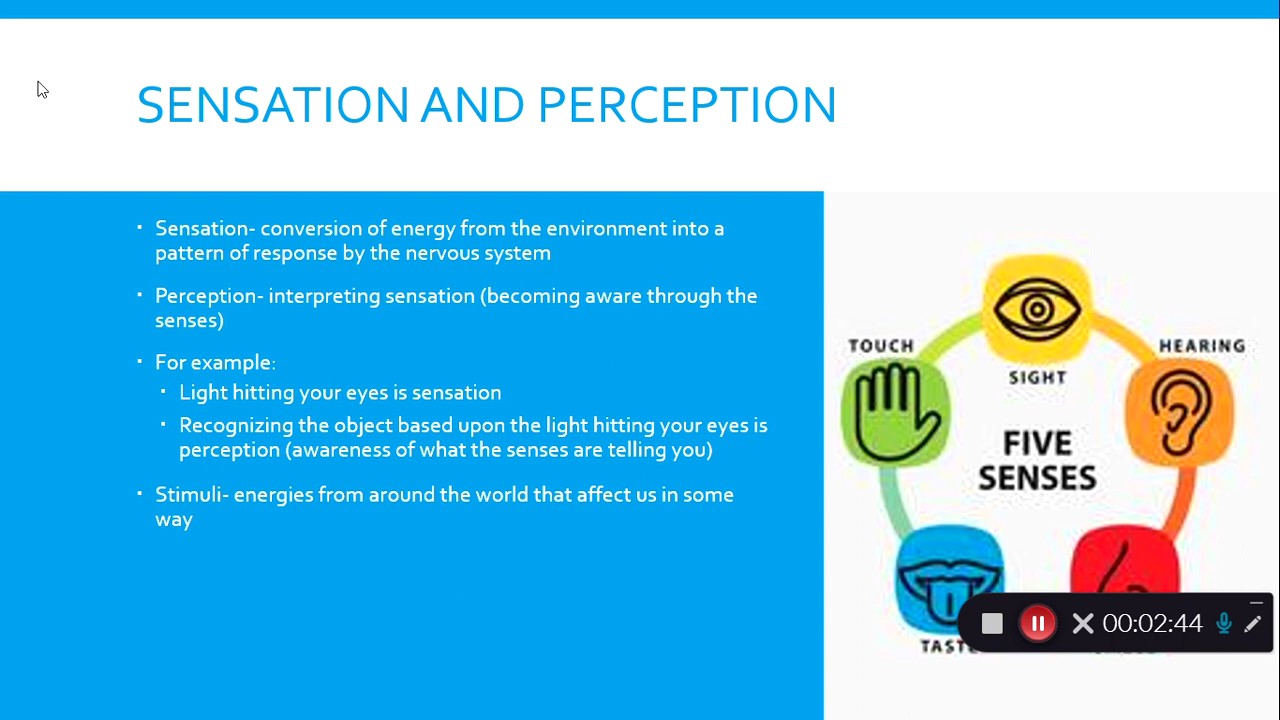 SENSATION AND PERCEPTION
▪ Sensation- conversion of energy from the environment into a
pattern of response by the nervous system
▪ Perception- interpreting sensation (becoming aware through the
senses)
▪ For example:
▪ Light hitting your eyes is sensation
▪ Recognizing the object based upon the light hitting your eyes is
perception (awareness of what the senses are telling you)
▪ Stimuli- energies from around the world that affect us in some
way
TOUCH
HEARING
SIGHT
FIVE
SENSES
00:02:44